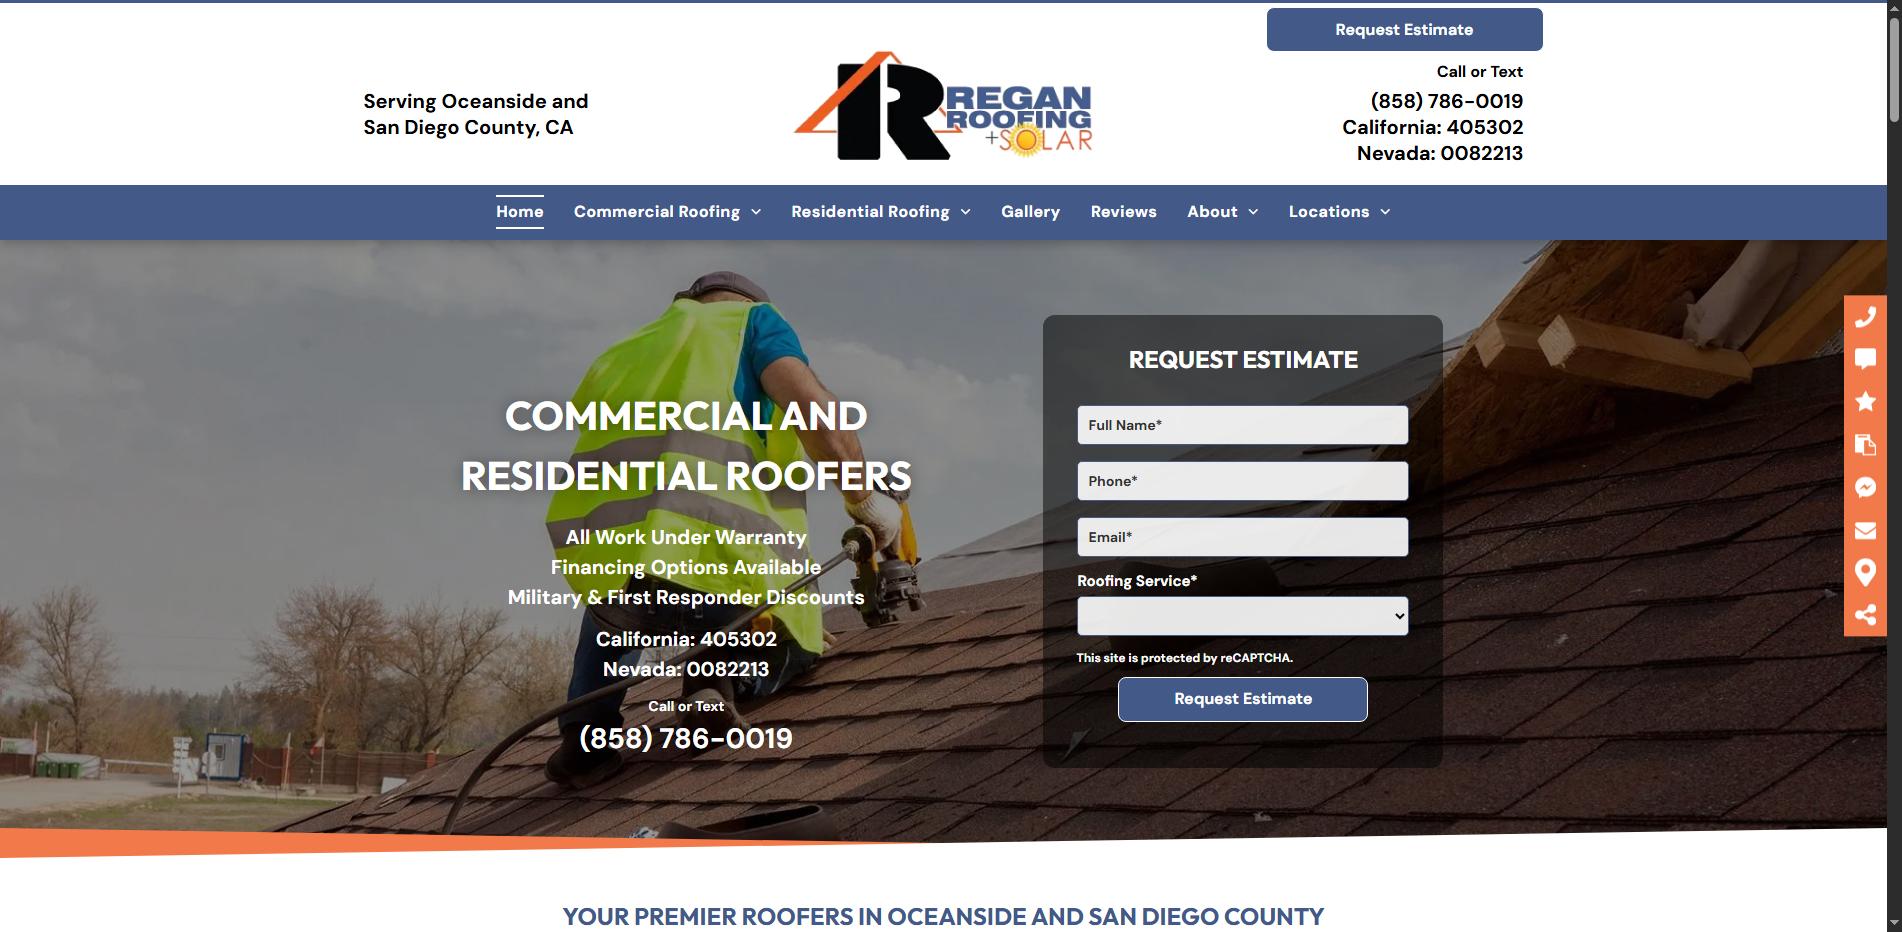 Request Estimate
Call or Text
Serving Oceanside and
San Diego County, CA
R REGAN
ROOFING
+SOLAR
(858) 786-0019
California: 405302
Nevada: 0082213
Home
Commercial Roofing
Residential Roofing
Gallery
Reviews
About
Locations
COMMERCIAL AND
RESIDENTIAL ROOFERS
All Work Under Warranty
Financing Options Available
Military & First Responder Discounts
California: 405302
Nevada: 0082213
Call or Text
(858) 786-0019
REQUEST ESTIMATE
Full Name*
Phone*
Email*
Roofing Service*
This site is protected by reCAPTCHA.
Request Estimate
YOUR PREMIER ROOFERS IN OCEANSIDE AND SAN DIEGO COUNTY